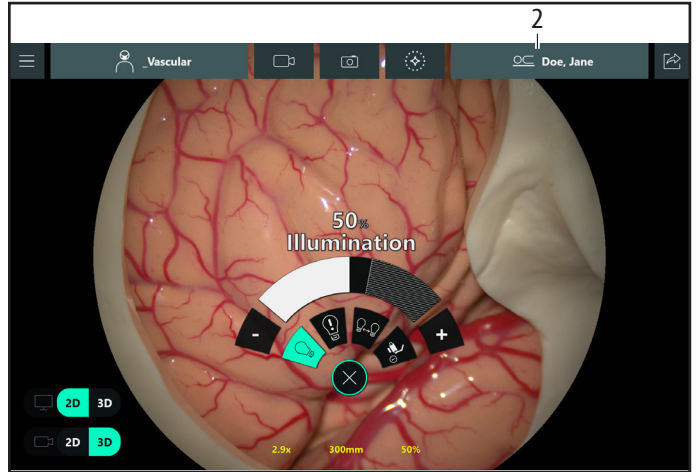 2
_Vascular
Doe, Jane
50%
Illumination
-
+
2D 3D
2D 3D
2.9x 300mm 50%